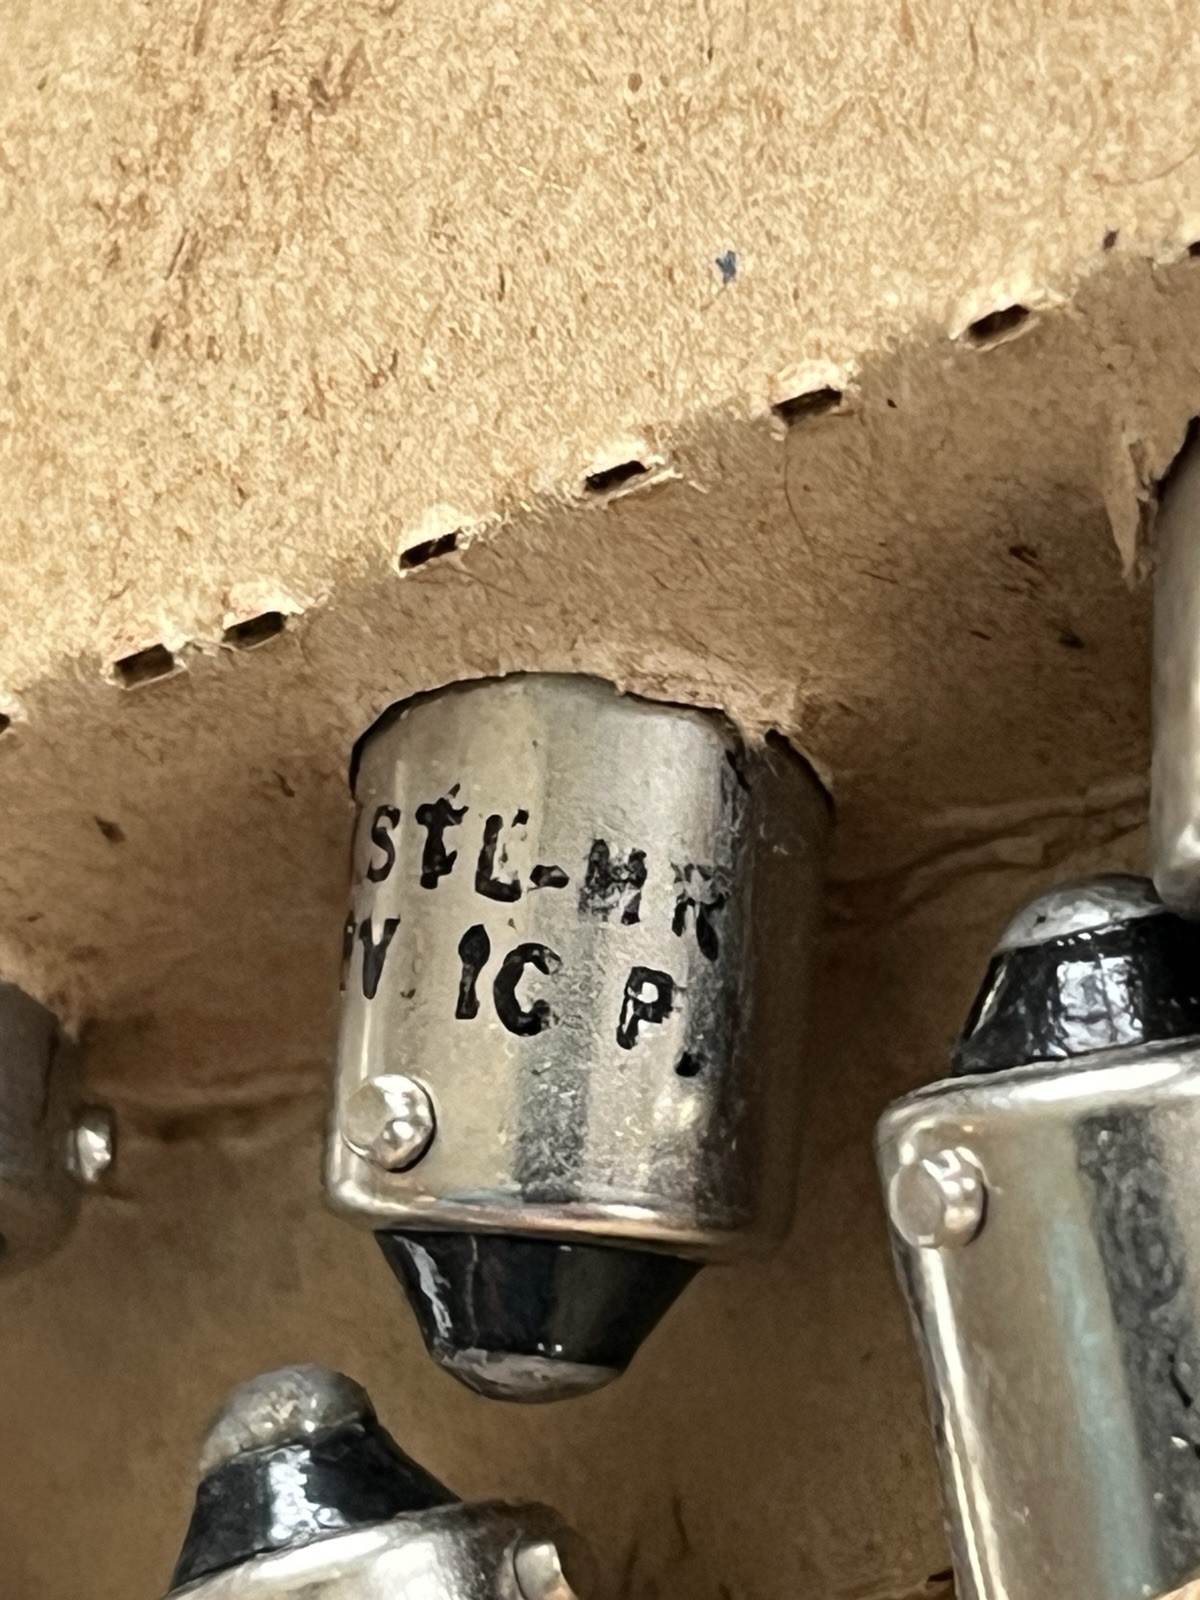 STL-MR
V 1C P.